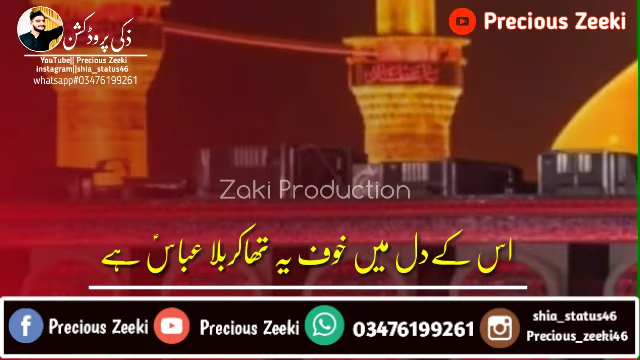 ذکی پروڈکشن
YouTube|| Precious Zeeki
instagram||shia_status46
whatsapp#03476199261
Precious Zeeki
Zaki Production
اس کے دل میں خوف یہ تھا کربلا عباسؑ ہے
Precious Zeeki
Precious Zeeki
03476199261
shia_status46
Precious_zeeki46